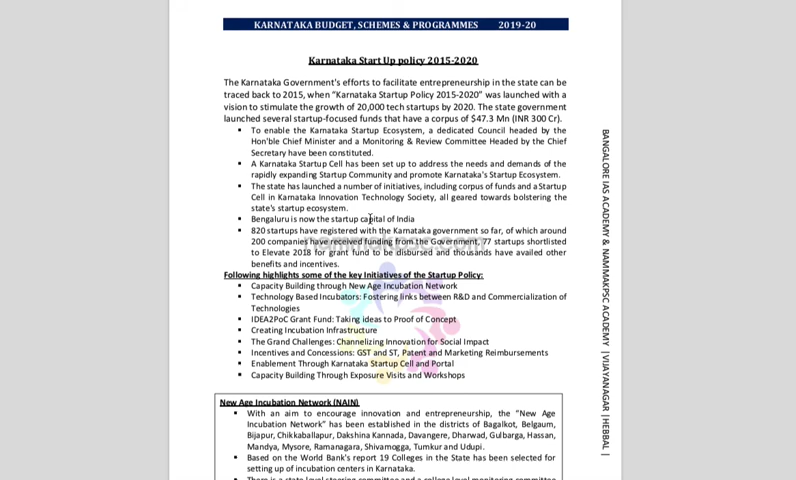 KARNATAKA BUDGET, SCHEMES & PROGRAMMES 2019-20
Karnataka Start Up policy 2015-2020
The Karnataka Government's efforts to facilitate entrepreneurship in the state can be
traced back to 2015, when "Karnataka Startup Policy 2015-2020" was launched with a
vision to stimulate the growth of 20,000 tech startups by 2020. The state government
launched several startup-focused funds that have a corpus of $47.3 Mn (INR 300 Cr).
▪ To enable the Karnataka Startup Ecosystem, a dedicated Council headed by the
Hon'ble Chief Minister and a Monitoring & Review Committee Headed by the Chief
Secretary have been constituted.
▪ A Karnataka Startup Cell has been set up to address the needs and demands of the
rapidly expanding Startup Community and promote Karnataka's Startup Ecosystem.
▪ The state has launched a number of initiatives, including corpus of funds and a Startup
Cell in Karnataka Innovation Technology Society, all geared towards bolstering the
state's startup ecosystem.
▪ Bengaluru is now the startup capital of India
▪ 820 startups have registered with the Karnataka government so far, of which around
200 companies have received funding from the Government, 77 startups shortlisted
to Elevate 2018 for grant fund to be disbursed and thousands have availed other
benefits and incentives.
Following highlights some of the key Initiatives of the Startup Policy:
▪ Capacity Building through New Age Incubation Network
▪ Technology Based Incubators: Fostering links between R&D and Commercialization of
Technologies
▪ IDEA2PoC Grant Fund: Taking ideas to Proof of Concept
▪ Creating Incubation Infrastructure
▪ The Grand Challenges: Channelizing Innovation for Social Impact
▪ Incentives and Concessions: GST and ST, Patent and Marketing Reimbursements
▪ Enablement Through Karnataka Startup Cell and Portal
▪ Capacity Building Through Exposure Visits and Workshops
New Age Incubation Network (NAIN)
▪ With an aim to encourage innovation and entrepreneurship, the "New Age
Incubation Network" has been established in the districts of Bagalkot, Belgaum,
Bijapur, Chikkaballapur, Dakshina Kannada, Davangere, Dharwad, Gulbarga, Hassan,
Mandya, Mysore, Ramanagara, Shivamogga, Tumkur and Udupi.
▪ Based on the World Bank's report 19 Colleges in the State has been selected for
setting up of incubation centers in Karnataka.
BANGALORE IAS ACADEMY & NAMMAKPSC ACADEMY |VIJAYANAGAR |HEBBAL |